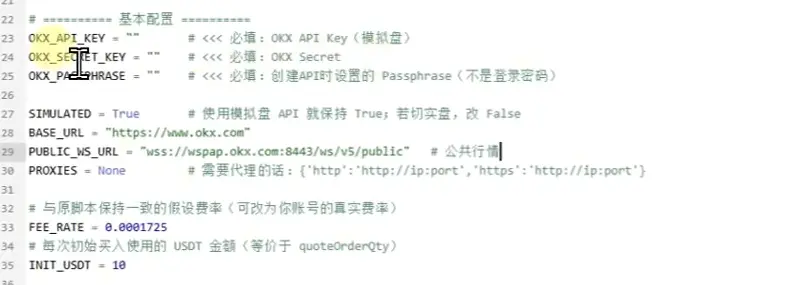 22 # ========== 基本配置 ==========
23 OKX_API_KEY = "" # <<< 必填：OKX API Key（模拟盘）
24 OKX_SECRET_KEY = "" # <<< 必填：OKX Secret
25 OKX_PASSPHRASE = "" # <<< 必填：创建API时设置的 Passphrase（不是登录密码）
26
27 SIMULATED = True # 使用模拟盘 API 就保持 True；若切实盘，改 False
28 BASE_URL = "https://www.okx.com"
29 PUBLIC_WS_URL = "wss://wspap.okx.com:8443/ws/v5/public" # 公共行情
30 PROXIES = None # 需要代理的话：{'http':'http://ip:port','https':'http://ip:port'}
31
32 # 与原脚本保持一致的假设费率（可改为你账号的真实费率）
33 FEE_RATE = 0.0001725
34 # 每次初始买入使用的 USDT 金额（等价于 quoteOrderQty）
35 INIT_USDT = 10